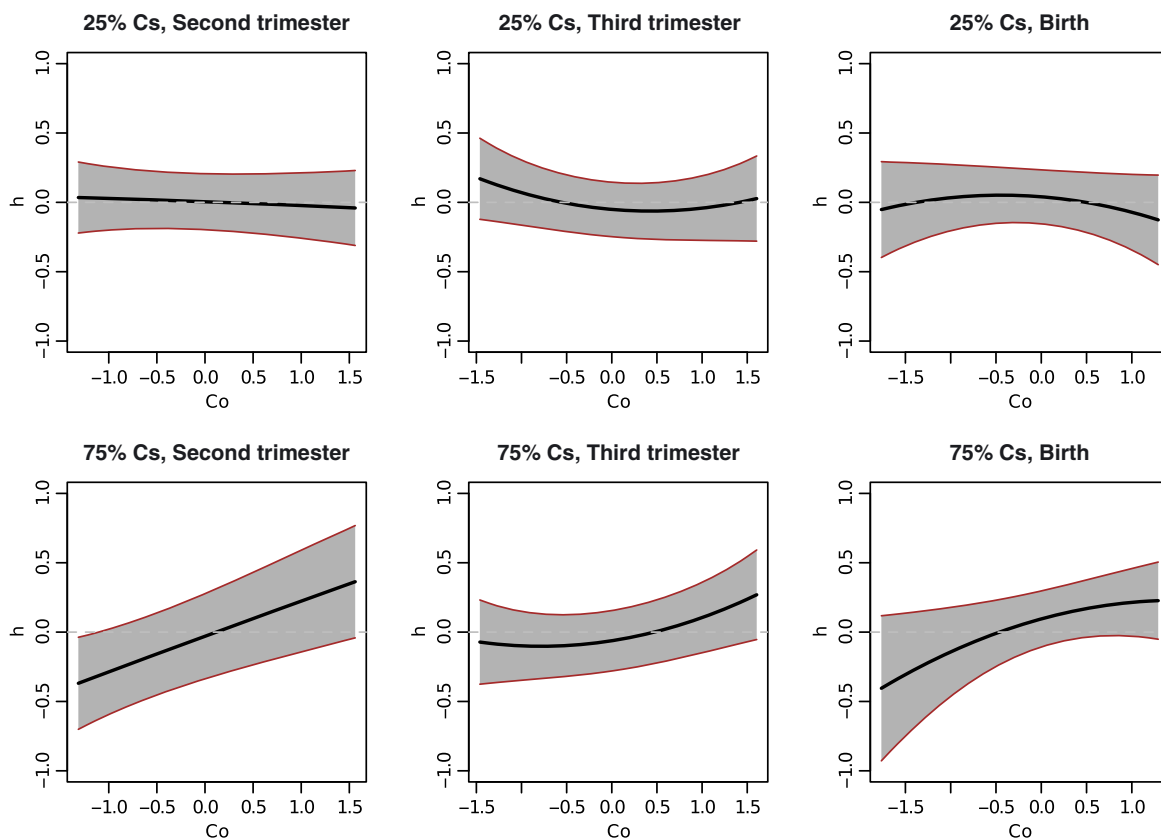 25% Cs, Second trimester
h
1.0
0.5
0.0
−0.5
−1.0
−1.0 −0.5 0.0 0.5 1.0 1.5
Co
25% Cs, Third trimester
h
1.0
0.5
0.0
−0.5
−1.0
−1.5 −0.5 0.0 0.5 1.0 1.5
Co
25% Cs, Birth
h
1.0
0.5
0.0
−0.5
−1.0
−1.5 −0.5 0.0 0.5 1.0
Co
75% Cs, Second trimester
h
1.0
0.5
0.0
−0.5
−1.0
−1.0 −0.5 0.0 0.5 1.0 1.5
Co
75% Cs, Third trimester
h
1.0
0.5
0.0
−0.5
−1.0
−1.5 −0.5 0.0 0.5 1.0 1.5
Co
75% Cs, Birth
h
1.0
0.5
0.0
−0.5
−1.0
−1.5 −0.5 0.0 0.5 1.0
Co